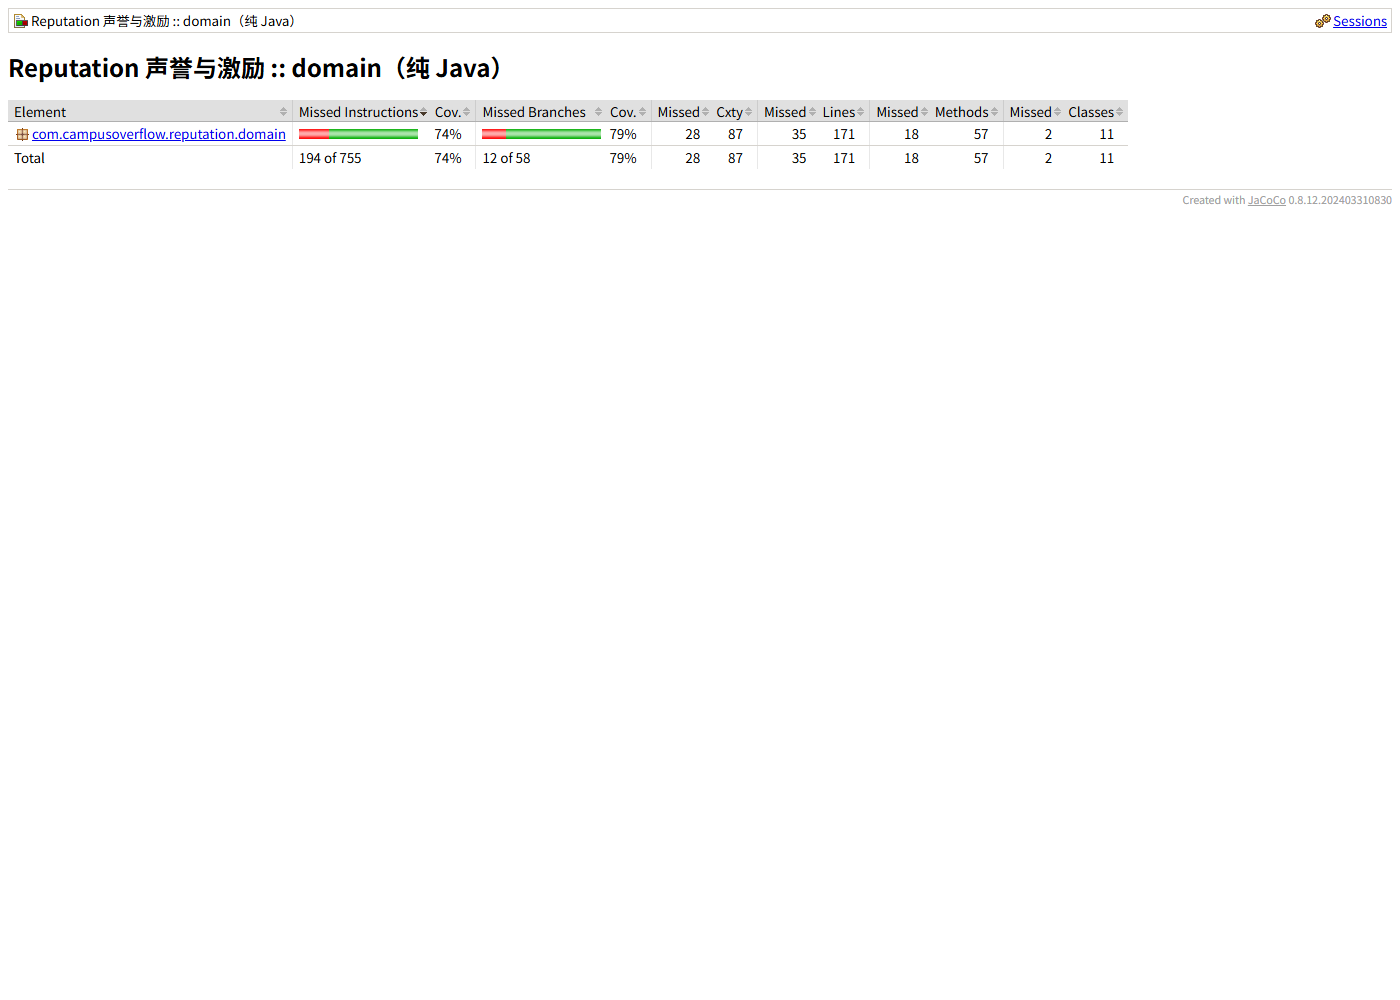 Reputation 声誉与激励 :: domain（纯 Java） Sessions
Reputation 声誉与激励 :: domain（纯 Java）
Element Missed Instructions Cov. Missed Branches Cov. Missed Cxty Missed Lines Missed Methods Missed Classes
com.campusoverflow.reputation.domain 74% 79% 28 87 35 171 18 57 2 11
Total 194 of 755 74% 12 of 58 79% 28 87 35 171 18 57 2 11
Created with JaCoCo 0.8.12.202403310830